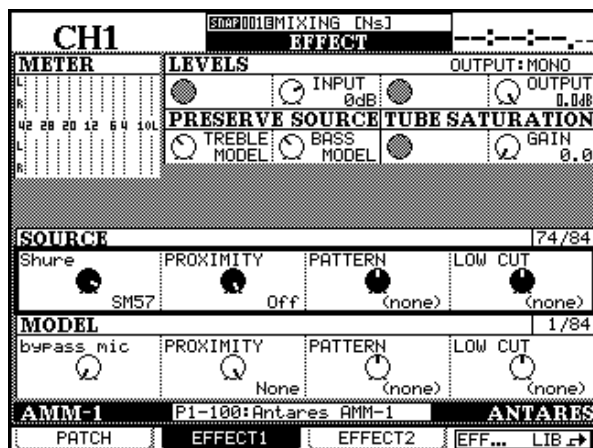 CH1
SNAP 001 MIXING [Ns]
EFFECT
--:--:--.--
METER
LEVELS
OUTPUT:MONO
L
R
INPUT
0dB
OUTPUT
0.0dB
42 28 20 12 6 4 1OL
PRESERVE SOURCE
TUBE SATURATION
L
R
TREBLE
MODEL
BASS
MODEL
GAIN
0.0
SOURCE
74/84
Shure
SM57
PROXIMITY
Off
PATTERN
(none)
LOW CUT
(none)
MODEL
1/84
bypass mic
PROXIMITY
None
PATTERN
(none)
LOW CUT
(none)
AMM-1
P1-100:Antares AMM-1
ANTARES
PATCH
EFFECT1
EFFECT2
EFF... LIB